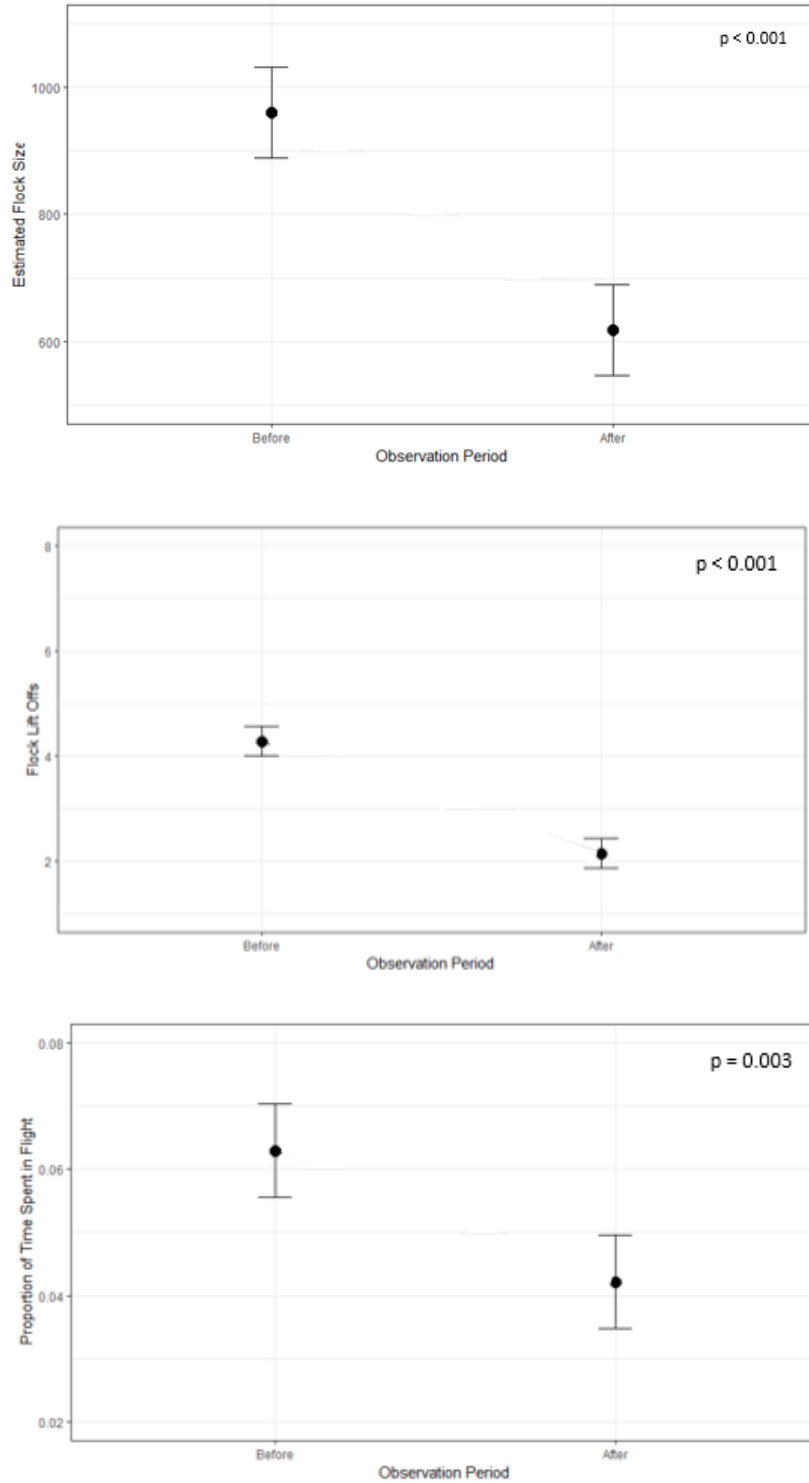 p < 0.001
1000
800
600
Estimated Flock Size
Before
After
Observation Period
p < 0.001
8
6
4
2
Flock Lift Offs
Before
After
Observation Period
p = 0.003
0.08
0.06
0.04
0.02
Proportion of Time Spent in Flight
Before
After
Observation Period